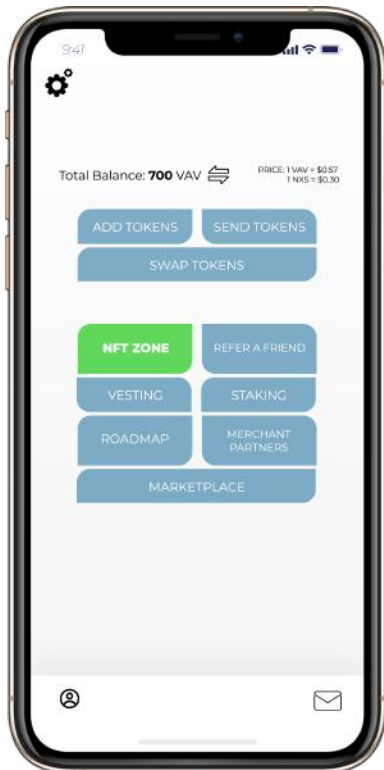 9:41
Total Balance: 700 VAV
PRICE: 1 VAV = $0.57
1 NXS = $0.30
ADD TOKENS
SEND TOKENS
SWAP TOKENS
NFT ZONE
REFER A FRIEND
VESTING
STAKING
ROADMAP
MERCHANT
PARTNERS
MARKETPLACE